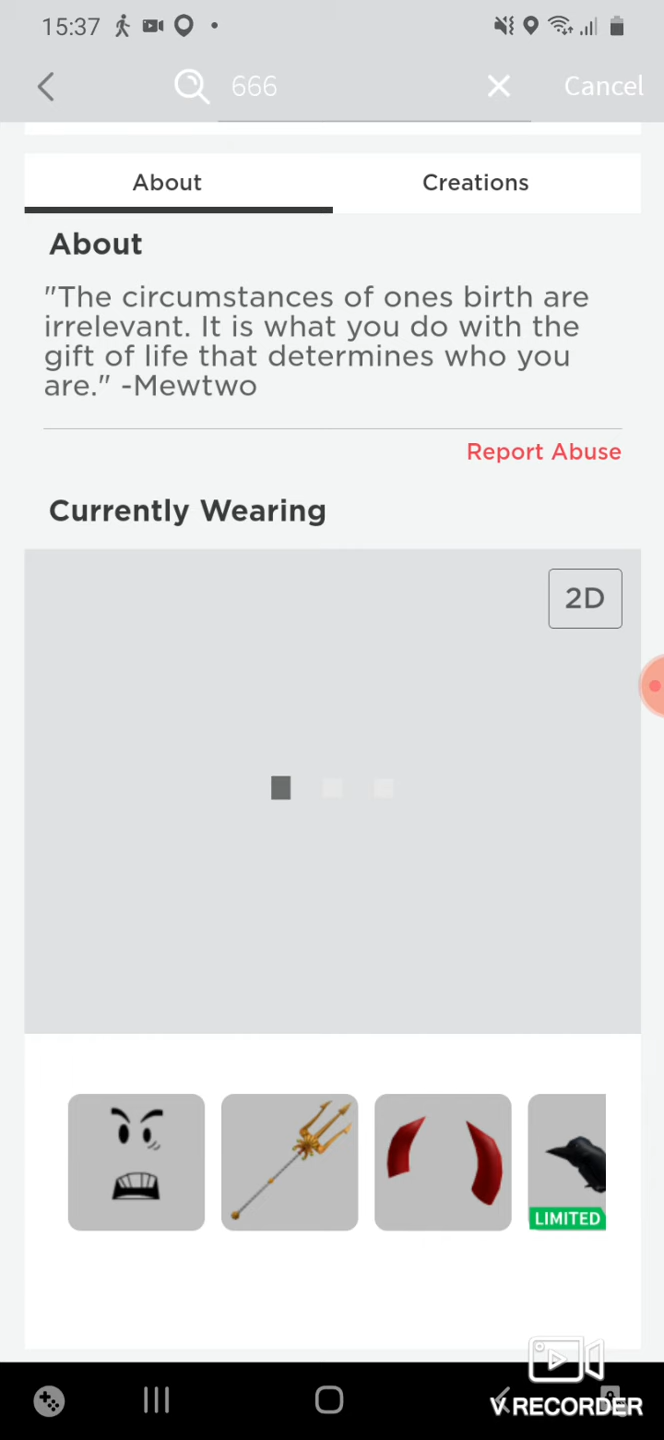 15:37
666
Cancel
About
Creations
About
"The circumstances of ones birth are
irrelevant. It is what you do with the
gift of life that determines who you
are." -Mewtwo
Report Abuse
Currently Wearing
2D
LIMITED
V RECORDER